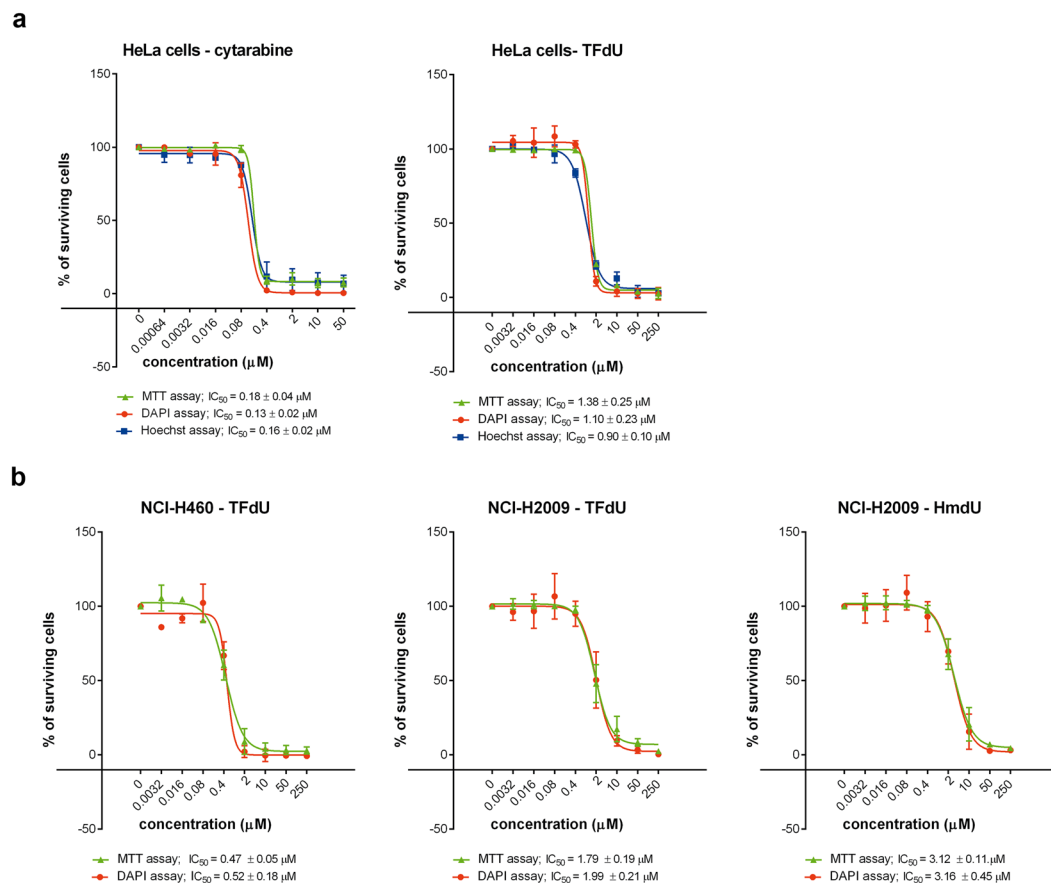 a
HeLa cells - cytarabine
150
100
50
0
-50
% of surviving cells
0
0.00064
0.0032
0.016
0.08
0.4
2
10
50
concentration (μM)
MTT assay; IC50 = 0.18 ± 0.04 μM
DAPI assay; IC50 = 0.13 ± 0.02 μM
Hoechst assay; IC50 = 0.16 ± 0.02 μM
HeLa cells- TFdU
150
100
50
0
-50
% of surviving cells
0
0.0032
0.016
0.08
0.4
2
10
50
250
concentration (μM)
MTT assay; IC50 = 1.38 ± 0.25 μM
DAPI assay; IC50 = 1.10 ± 0.23 μM
Hoechst assay; IC50 = 0.90 ± 0.10 μM
b
NCI-H460 - TFdU
150
100
50
0
-50
% of surviving cells
0
0.0032
0.016
0.08
0.4
2
10
50
250
concentration (μM)
MTT assay; IC50 = 0.47 ± 0.05 μM
DAPI assay; IC50 = 0.52 ± 0.18 μM
NCI-H2009 - TFdU
150
100
50
0
-50
% of surviving cells
0
0.0032
0.016
0.08
0.4
2
10
50
250
concentration (μM)
MTT assay; IC50 = 1.79 ± 0.19 μM
DAPI assay; IC50 = 1.99 ± 0.21 μM
NCI-H2009 - HmdU
150
100
50
0
-50
% of surviving cells
0
0.0032
0.016
0.08
0.4
2
10
50
250
concentration (μM)
MTT assay; IC50 = 3.12 ± 0.11. μM
DAPI assay; IC50 = 3.16 ± 0.45 μM